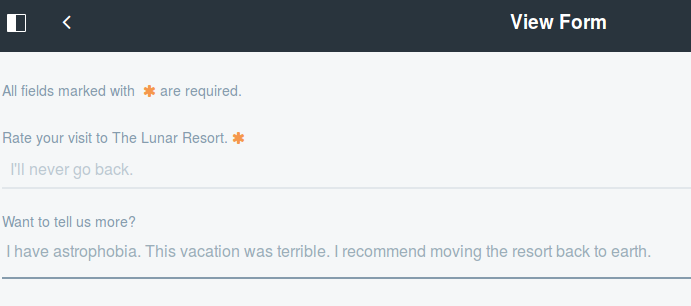 View Form
All fields marked with ✱ are required.
Rate your visit to The Lunar Resort. ✱
I'll never go back.
Want to tell us more?
I have astrophobia. This vacation was terrible. I recommend moving the resort back to earth.